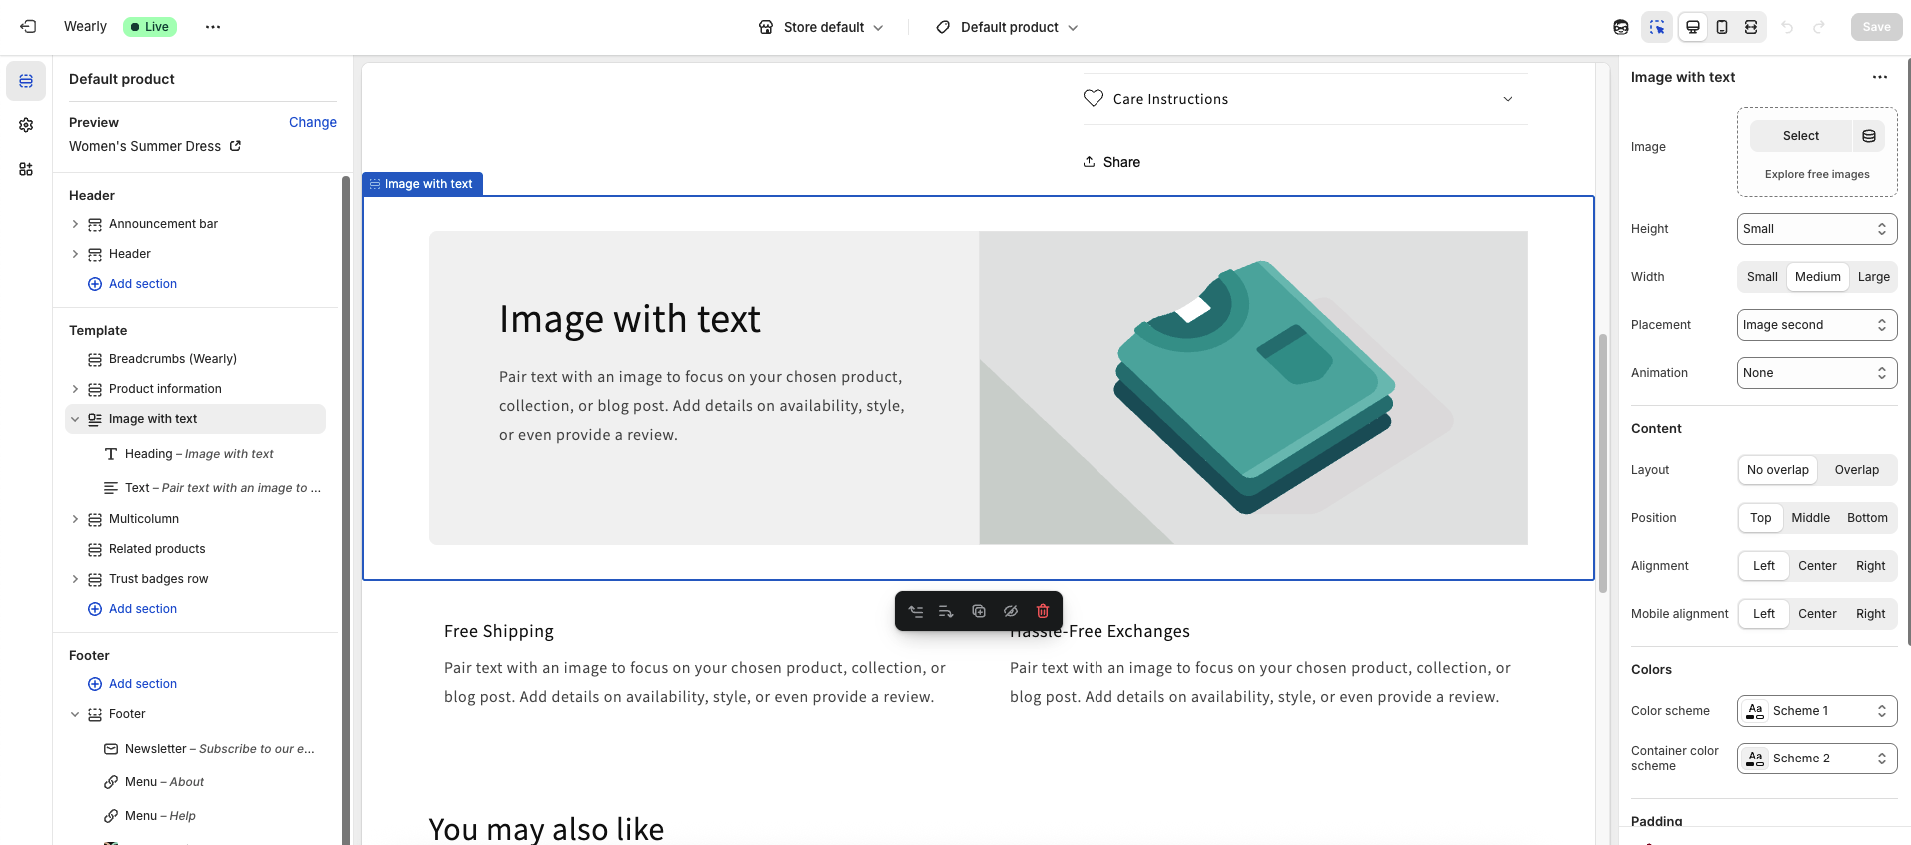 Wearly
Live
Store default
Default product
Save
Default product
Preview
Change
Women's Summer Dress
Header
Announcement bar
Header
Add section
Template
Breadcrumbs (Wearly)
Product information
Image with text
Heading – Image with text
Text – Pair text with an image to ...
Multicolumn
Related products
Trust badges row
Add section
Footer
Add section
Footer
Newsletter – Subscribe to our e...
Menu – About
Menu – Help
Care Instructions
Share
Image with text
Image with text
Pair text with an image to focus on your chosen product,
collection, or blog post. Add details on availability, style,
or even provide a review.
Free Shipping
Pair text with an image to focus on your chosen product, collection, or
blog post. Add details on availability, style, or even provide a review.
Hassle-Free Exchanges
Pair text with an image to focus on your chosen product, collection, or
blog post. Add details on availability, style, or even provide a review.
You may also like
Image with text
Image
Select
Explore free images
Height
Small
Width
Small Medium Large
Placement
Image second
Animation
None
Content
Layout
No overlap Overlap
Position
Top Middle Bottom
Alignment
Left Center Right
Mobile alignment
Left Center Right
Colors
Color scheme
Aa Scheme 1
Container color
scheme
Aa Scheme 2
Padding